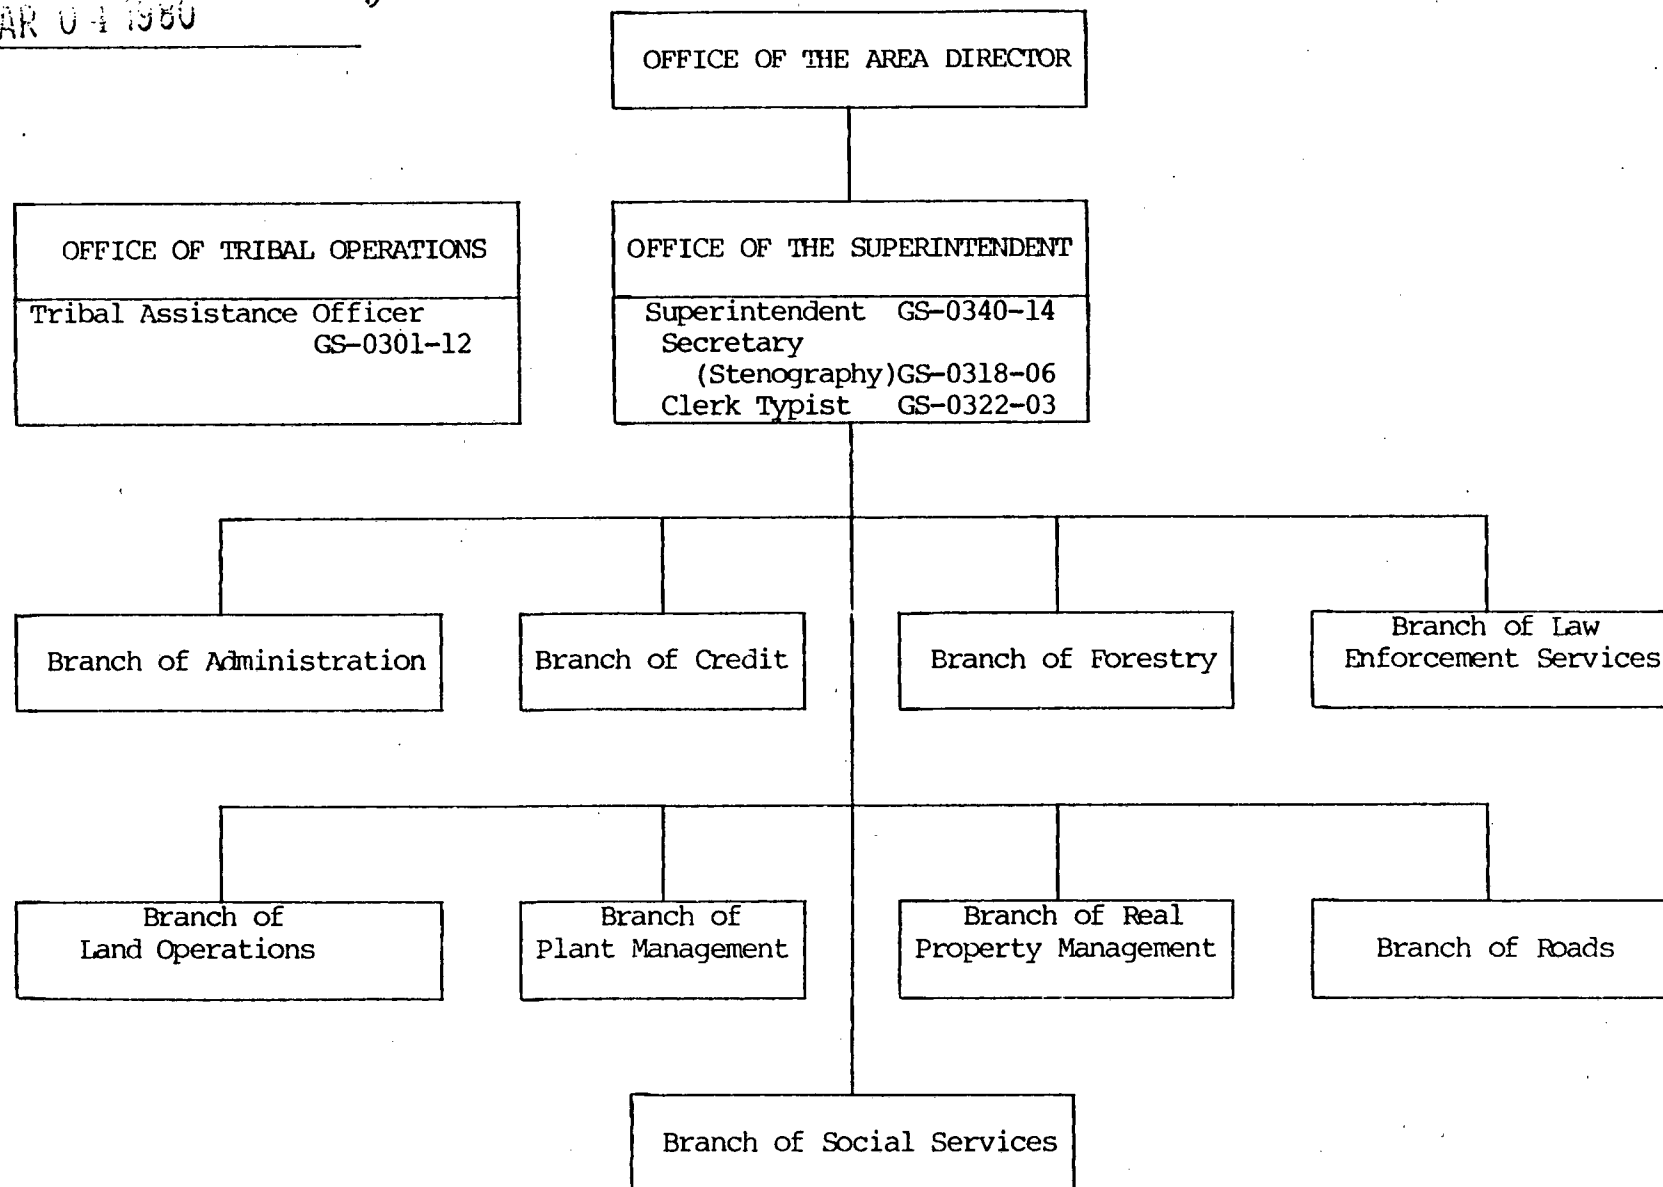 AR 04 1980
OFFICE OF THE AREA DIRECTOR
OFFICE OF TRIBAL OPERATIONS
Tribal Assistance Officer
GS-0301-12
OFFICE OF THE SUPERINTENDENT
Superintendent GS-0340-14
Secretary
(Stenography)GS-0318-06
Clerk Typist GS-0322-03
Branch of Administration
Branch of Credit
Branch of Forestry
Branch of Law
Enforcement Services
Branch of
Land Operations
Branch of
Plant Management
Branch of Real
Property Management
Branch of Roads
Branch of Social Services